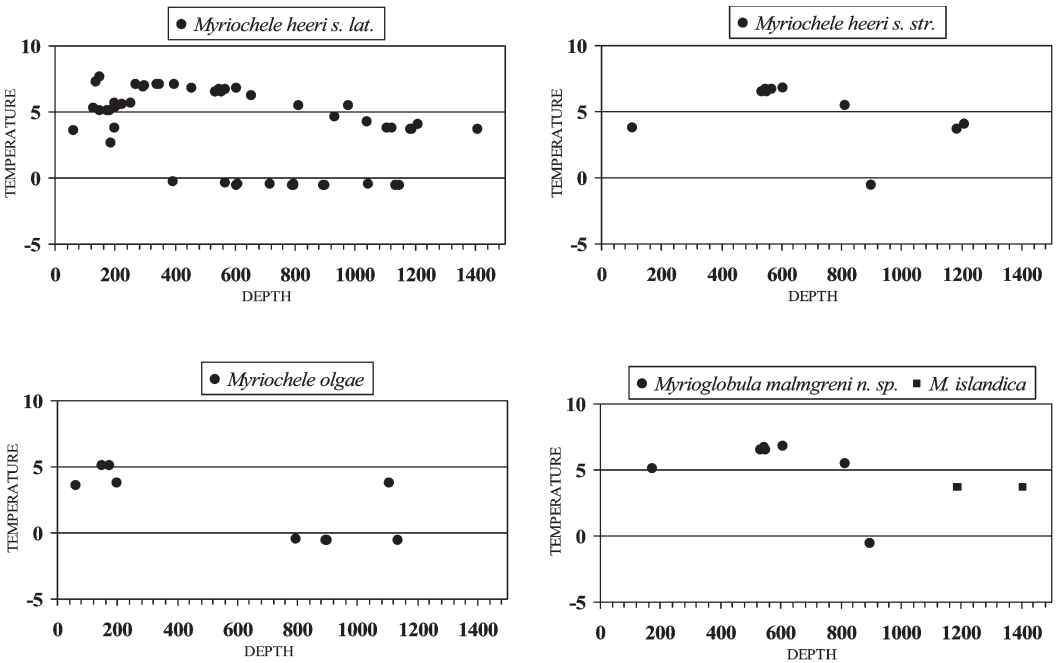 Myriochele heeri s. lat.
TEMPERATURE
10
5
0
-5
0 200 400 600 800 1000 1200 1400
DEPTH
Myriochele heeri s. str.
TEMPERATURE
10
5
0
-5
0 200 400 600 800 1000 1200 1400
DEPTH
Myriochele olgae
TEMPERATURE
10
5
0
-5
0 200 400 600 800 1000 1200 1400
DEPTH
Myrioglobula malmgreni n. sp. M. islandica
TEMPERATURE
10
5
0
-5
0 200 400 600 800 1000 1200 1400
DEPTH